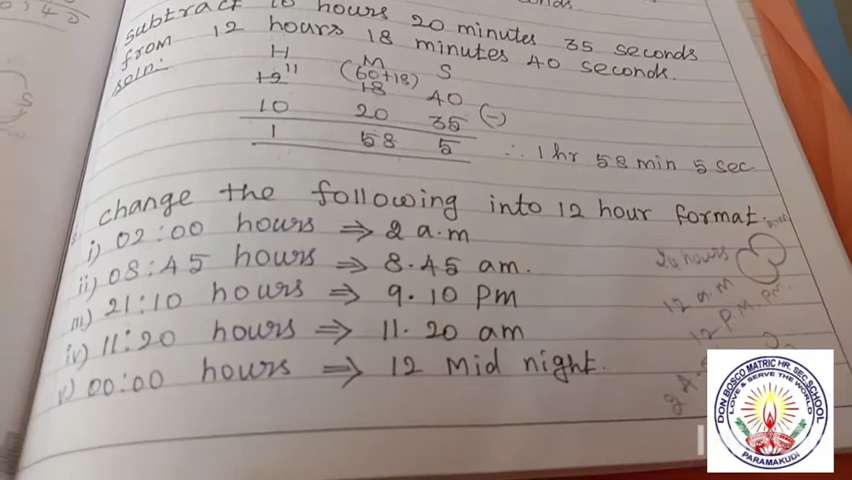 subtract 10 hours 20 minutes 35 seconds
from 12 hours 18 minutes 40 seconds.
soln:
H M S
12 11 (60+18)
18 40
10 20 35 (-)
1 58 5
∴ 1 hr 58 min 5 sec
change the following into 12 hour format.
i) 02:00 hours ⇒ 2 a.m
ii) 08:45 hours ⇒ 8.45 am.
iii) 21:10 hours ⇒ 9.10 pm
iv) 11:20 hours ⇒ 11.20 am
v) 00:00 hours ⇒ 12 Mid night.
24 hours
12 a.m
12 P.M
DON BOSCO MATRIC HR. SEC SCHOOL
LOVE & SERVE THE WORLD
PARAMAKUDI